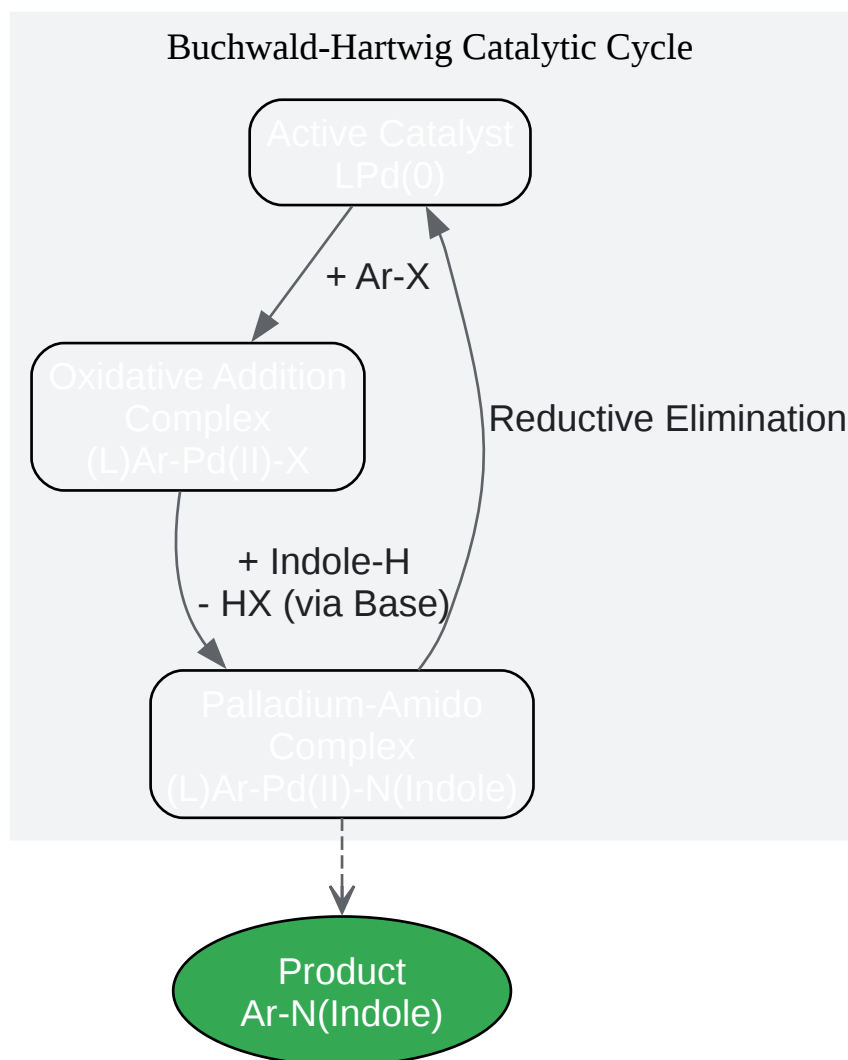 Buchwald-Hartwig Catalytic Cycle
Active Catalyst
LPd(0)
+ Ar-X
Oxidative Addition
Complex
(L)Ar-Pd(II)-X
Reductive Elimination
+ Indole-H
- HX (via Base)
Palladium-Amido
Complex
(L)Ar-Pd(II)-N(Indole)
Product
Ar-N(Indole)